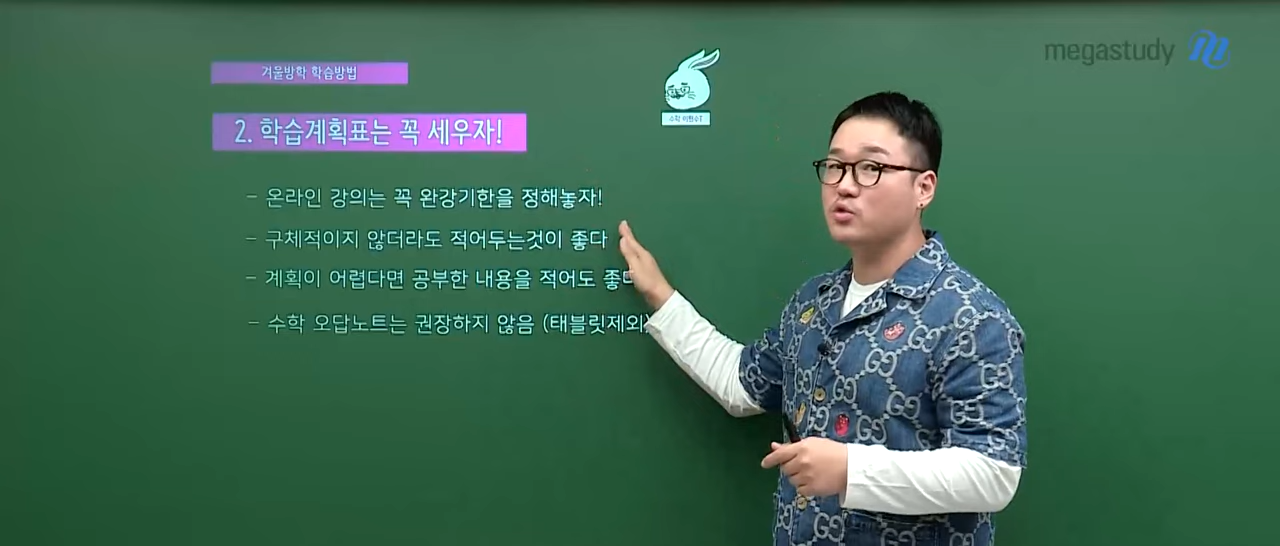 megastudy
겨울방학 학습방법
2. 학습계획표는 꼭 세우자!
- 온라인 강의는 꼭 완강기한을 정해놓자!
- 구체적이지 않더라도 적어두는것이 좋다
- 계획이 어렵다면 공부한 내용을 적어도 좋다
- 수학 오답노트는 권장하지 않음 (태블릿제외)